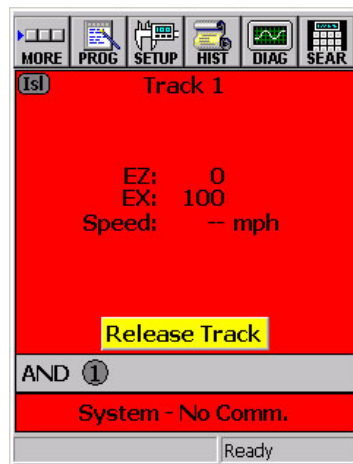 MORE PROG SETUP HIST DIAG SEAR
Isl Track 1
EZ: 0
EX: 100
Speed: -- mph
Release Track
AND 1
System - No Comm.
Ready